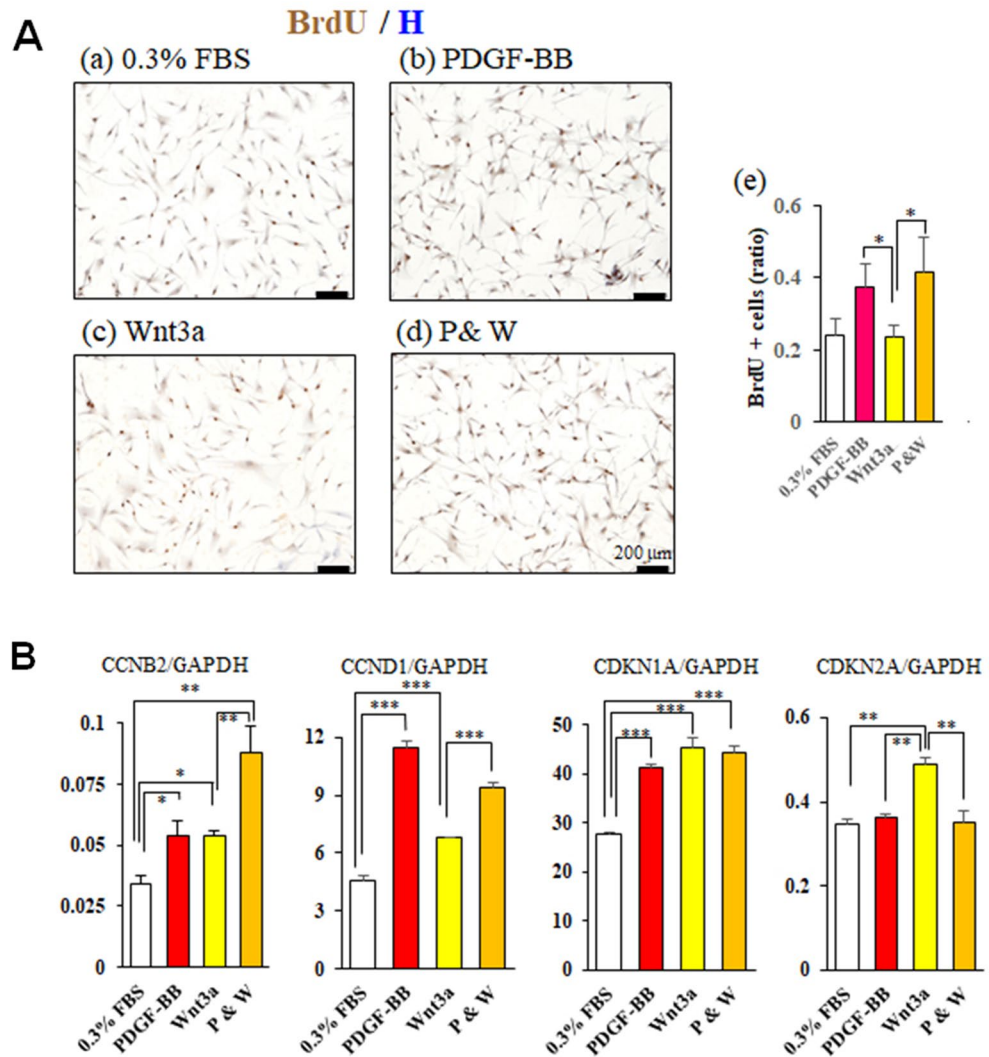 A
BrdU / H
(a) 0.3% FBS
(b) PDGF-BB
(c) Wnt3a
(d) P& W
200 µm
(e)
BrdU + cells (ratio)
0.6
0.4
0.2
0
*
*
0.3% FBS
PDGF-BB
Wnt3a
P&W
B
CCNB2/GAPDH
0.1
0.075
0.05
0.025
0
**
**
*
*
0.3% FBS
PDGF-BB
Wnt3a
P & W
CCND1/GAPDH
12
9
6
3
0
***
***
***
0.3% FBS
PDGF-BB
Wnt3a
P & W
CDKN1A/GAPDH
50
40
30
20
10
0
***
***
***
0.3% FBS
PDGF-BB
Wnt3a
P & W
CDKN2A/GAPDH
0.6
0.4
0.2
0
**
**
**
0.3% FBS
PDGF-BB
Wnt3a
P & W